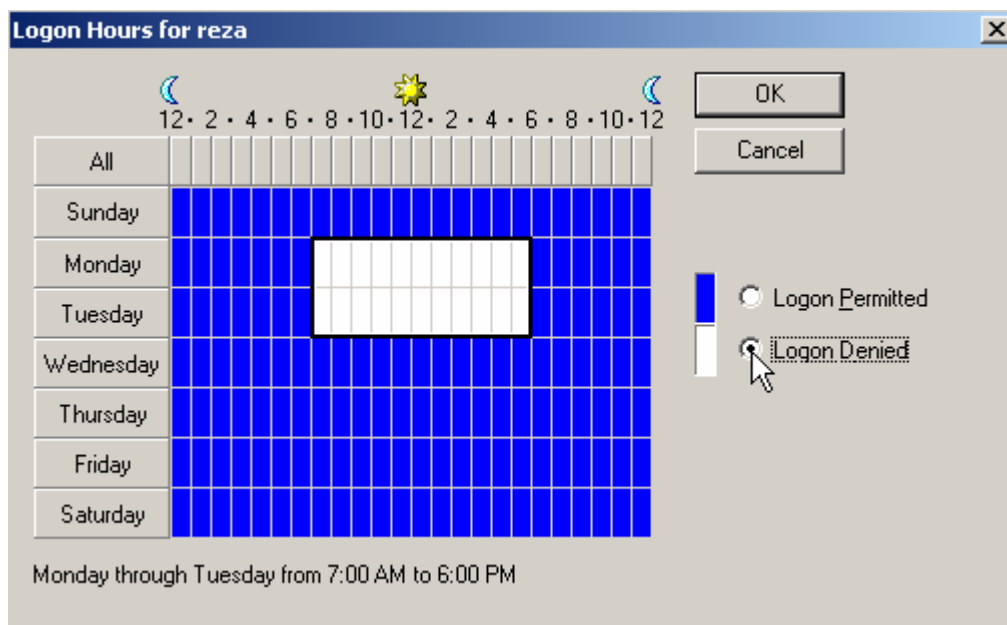 Logon Hours for reza
12 · 2 · 4 · 6 · 8 · 10 · 12 · 2 · 4 · 6 · 8 · 10 · 12
OK
Cancel
All
Sunday
Monday
Tuesday
Wednesday
Thursday
Friday
Saturday
Logon Permitted
Logon Denied
Monday through Tuesday from 7:00 AM to 6:00 PM